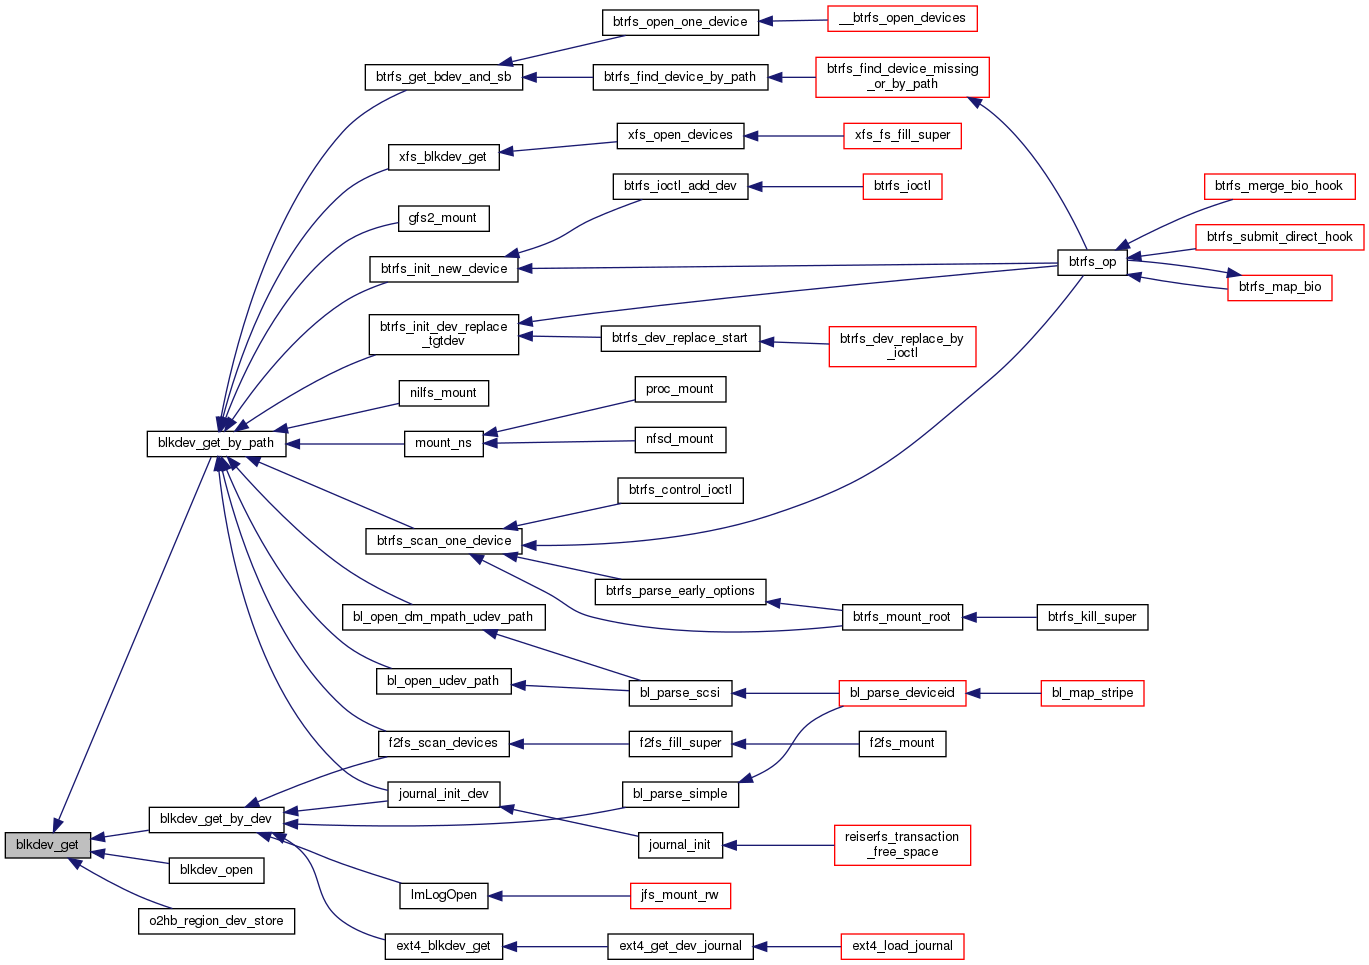 btrfs_open_one_device
__btrfs_open_devices
btrfs_get_bdev_and_sb
btrfs_find_device_by_path
btrfs_find_device_missing
_or_by_path
xfs_open_devices
xfs_fs_fill_super
xfs_blkdev_get
btrfs_ioctl_add_dev
btrfs_ioctl
btrfs_merge_bio_hook
gfs2_mount
btrfs_submit_direct_hook
btrfs_init_new_device
btrfs_op
btrfs_map_bio
btrfs_init_dev_replace
_tgtdev
btrfs_dev_replace_start
btrfs_dev_replace_by
_ioctl
nilfs_mount
proc_mount
blkdev_get_by_path
mount_ns
nfsd_mount
btrfs_control_ioctl
btrfs_scan_one_device
btrfs_parse_early_options
bl_open_dm_mpath_udev_path
btrfs_mount_root
btrfs_kill_super
bl_open_udev_path
bl_parse_scsi
bl_parse_deviceid
bl_map_stripe
f2fs_scan_devices
f2fs_fill_super
f2fs_mount
journal_init_dev
bl_parse_simple
blkdev_get_by_dev
blkdev_get
journal_init
reiserfs_transaction
_free_space
blkdev_open
lmLogOpen
jfs_mount_rw
o2hb_region_dev_store
ext4_blkdev_get
ext4_get_dev_journal
ext4_load_journal